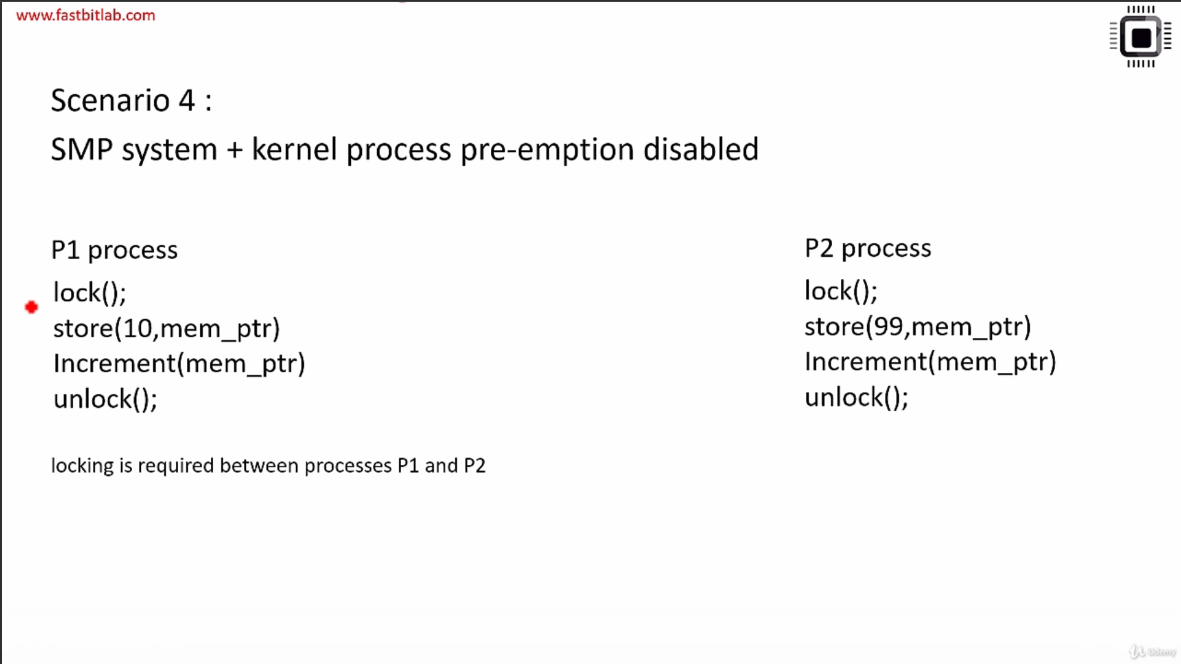 www.fastbitlab.com
Scenario 4 :
SMP system + kernel process pre-emption disabled
P1 process
lock();
store(10,mem_ptr)
Increment(mem_ptr)
unlock();
P2 process
lock();
store(99,mem_ptr)
Increment(mem_ptr)
unlock();
locking is required between processes P1 and P2
Udemy